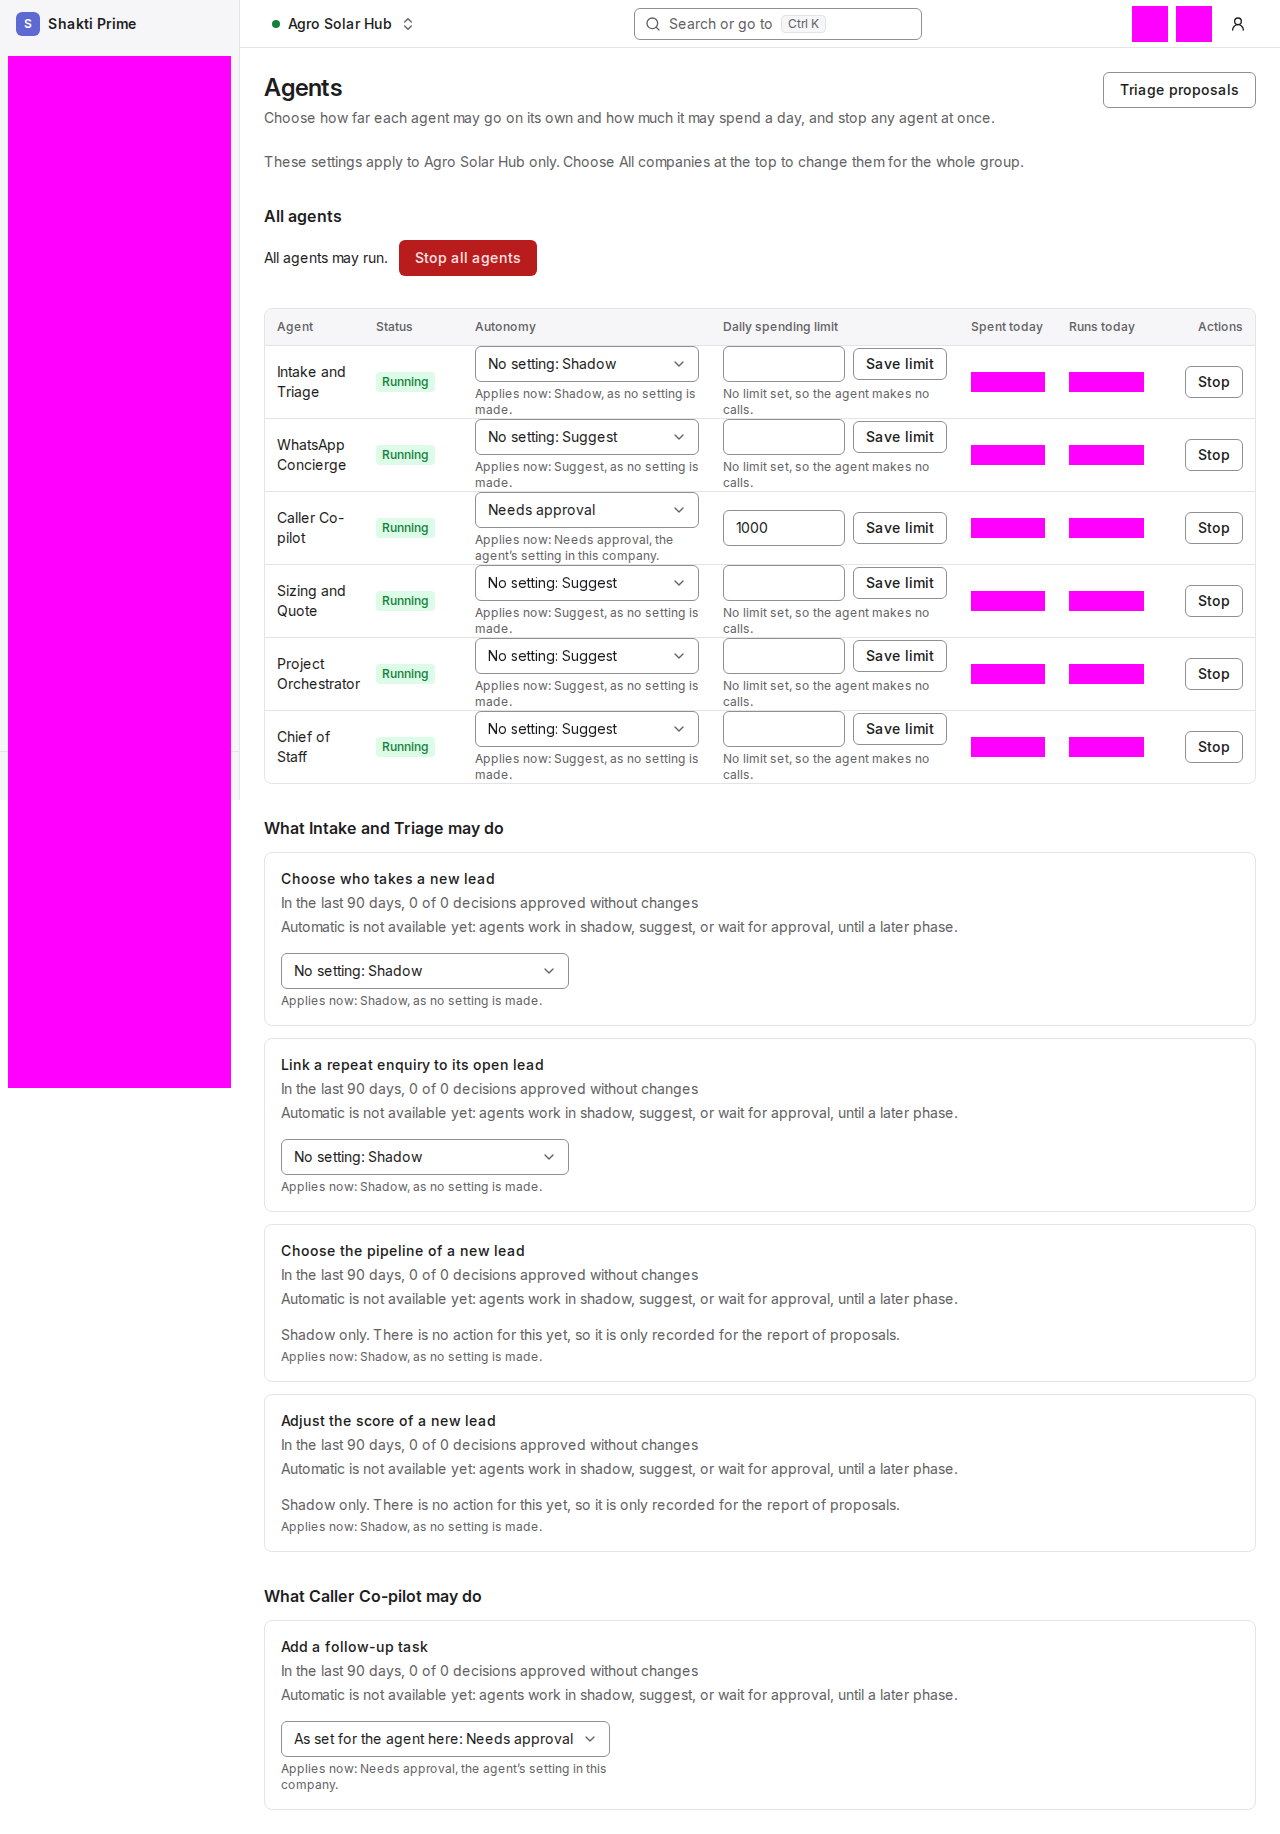 S Shakti Prime
Agro Solar Hub
Search or go to Ctrl K
Agents
Triage proposals
Choose how far each agent may go on its own and how much it may spend a day, and stop any agent at once.
These settings apply to Agro Solar Hub only. Choose All companies at the top to change them for the whole group.
All agents
All agents may run. Stop all agents
Agent Status Autonomy Daily spending limit Spent today Runs today Actions
Intake and
Triage
Running
No setting: Shadow
Applies now: Shadow, as no setting is
made.
Save limit
No limit set, so the agent makes no
calls.
Stop
WhatsApp
Concierge
Running
No setting: Suggest
Applies now: Suggest, as no setting is
made.
Save limit
No limit set, so the agent makes no
calls.
Stop
Caller Co-
pilot
Running
Needs approval
Applies now: Needs approval, the
agent's setting in this company.
1000
Save limit
Stop
Sizing and
Quote
Running
No setting: Suggest
Applies now: Suggest, as no setting is
made.
Save limit
No limit set, so the agent makes no
calls.
Stop
Project
Orchestrator
Running
No setting: Suggest
Applies now: Suggest, as no setting is
made.
Save limit
No limit set, so the agent makes no
calls.
Stop
Chief of
Staff
Running
No setting: Suggest
Applies now: Suggest, as no setting is
made.
Save limit
No limit set, so the agent makes no
calls.
Stop
What Intake and Triage may do
Choose who takes a new lead
In the last 90 days, 0 of 0 decisions approved without changes
Automatic is not available yet: agents work in shadow, suggest, or wait for approval, until a later phase.
No setting: Shadow
Applies now: Shadow, as no setting is made.
Link a repeat enquiry to its open lead
In the last 90 days, 0 of 0 decisions approved without changes
Automatic is not available yet: agents work in shadow, suggest, or wait for approval, until a later phase.
No setting: Shadow
Applies now: Shadow, as no setting is made.
Choose the pipeline of a new lead
In the last 90 days, 0 of 0 decisions approved without changes
Automatic is not available yet: agents work in shadow, suggest, or wait for approval, until a later phase.
Shadow only. There is no action for this yet, so it is only recorded for the report of proposals.
Applies now: Shadow, as no setting is made.
Adjust the score of a new lead
In the last 90 days, 0 of 0 decisions approved without changes
Automatic is not available yet: agents work in shadow, suggest, or wait for approval, until a later phase.
Shadow only. There is no action for this yet, so it is only recorded for the report of proposals.
Applies now: Shadow, as no setting is made.
What Caller Co-pilot may do
Add a follow-up task
In the last 90 days, 0 of 0 decisions approved without changes
Automatic is not available yet: agents work in shadow, suggest, or wait for approval, until a later phase.
As set for the agent here: Needs approval
Applies now: Needs approval, the agent's setting in this
company.